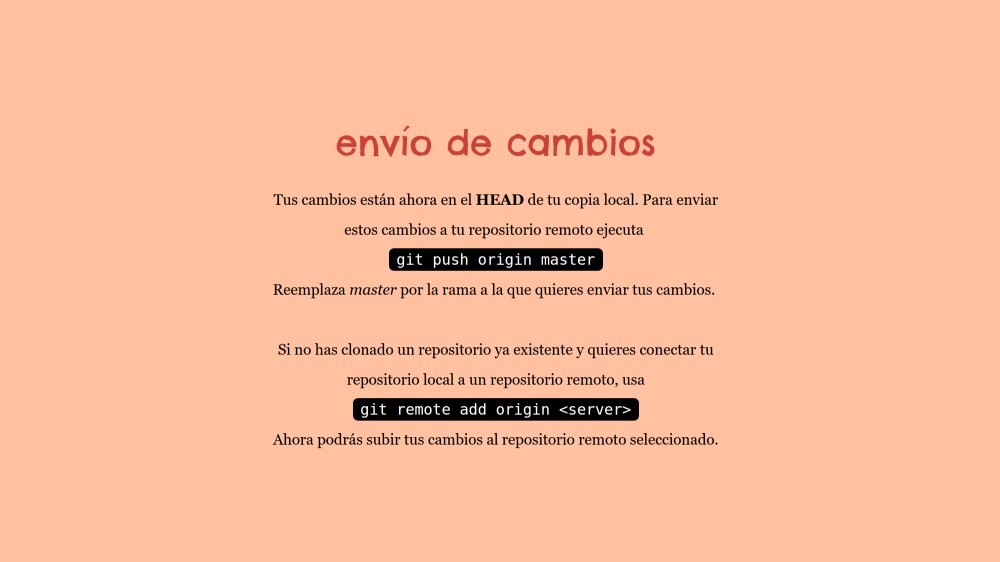 envío de cambios
Tus cambios están ahora en el HEAD de tu copia local. Para enviar
estos cambios a tu repositorio remoto ejecuta
git push origin master
Reemplaza master por la rama a la que quieres enviar tus cambios.
Si no has clonado un repositorio ya existente y quieres conectar tu
repositorio local a un repositorio remoto, usa
git remote add origin <server>
Ahora podrás subir tus cambios al repositorio remoto seleccionado.